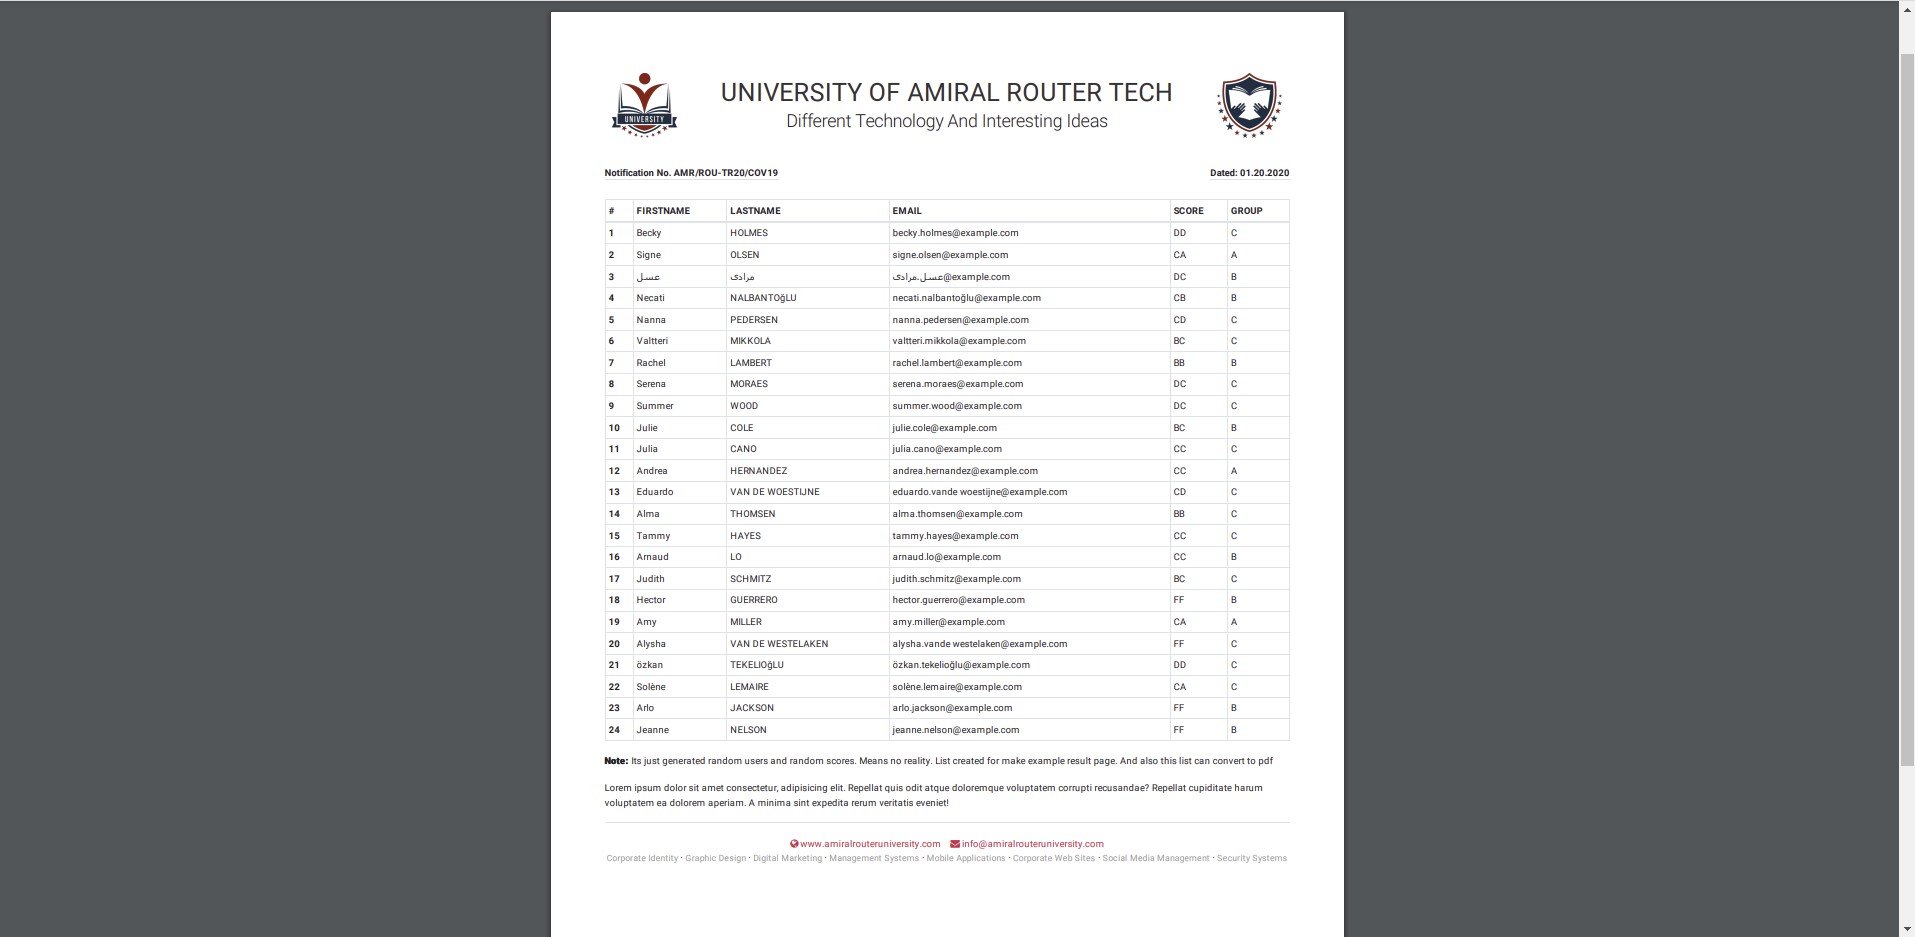 UNIVERSITY
UNIVERSITY OF AMIRAL ROUTER TECH
Different Technology And Interesting Ideas
Notification No. AMR/ROU-TR20/COV19 Dated: 01.20.2020
# FIRSTNAME LASTNAME EMAIL SCORE GROUP
1 Becky HOLMES becky.holmes@example.com DD C
2 Signe OLSEN signe.olsen@example.com CA A
3 عسل مرادی عسل.مرادی@example.com DC B
4 Necati NALBANTOğLU necati.nalbantoğlu@example.com CB B
5 Nanna PEDERSEN nanna.pedersen@example.com CD C
6 Valtteri MIKKOLA valtteri.mikkola@example.com BC C
7 Rachel LAMBERT rachel.lambert@example.com BB B
8 Serena MORAES serena.moraes@example.com DC C
9 Summer WOOD summer.wood@example.com DC C
10 Julie COLE julie.cole@example.com BC B
11 Julia CANO julia.cano@example.com CC C
12 Andrea HERNANDEZ andrea.hernandez@example.com CC A
13 Eduardo VAN DE WOESTIJNE eduardo.vande woestijne@example.com CD C
14 Alma THOMSEN alma.thomsen@example.com BB C
15 Tammy HAYES tammy.hayes@example.com CC C
16 Arnaud LO arnaud.lo@example.com CC B
17 Judith SCHMITZ judith.schmitz@example.com BC C
18 Hector GUERRERO hector.guerrero@example.com FF B
19 Amy MILLER amy.miller@example.com CA A
20 Alysha VAN DE WESTELAKEN alysha.vande westelaken@example.com FF C
21 özkan TEKELIOğLU özkan.tekelioğlu@example.com DD C
22 Solène LEMAIRE solène.lemaire@example.com CA C
23 Arlo JACKSON arlo.jackson@example.com FF B
24 Jeanne NELSON jeanne.nelson@example.com FF B
Note: Its just generated random users and random scores. Means no reality. List created for make example result page. And also this list can convert to pdf
Lorem ipsum dolor sit amet consectetur, adipisicing elit. Repellat quis odit atque doloremque voluptatem corrupti recusandae? Repellat cupiditate harum
voluptatem ea dolorem aperiam. A minima sint expedita rerum veritatis eveniet!
www.amiralrouteruniversity.com info@amiralrouteruniversity.com
Corporate Identity · Graphic Design · Digital Marketing · Management Systems · Mobile Applications · Corporate Web Sites · Social Media Management · Security Systems